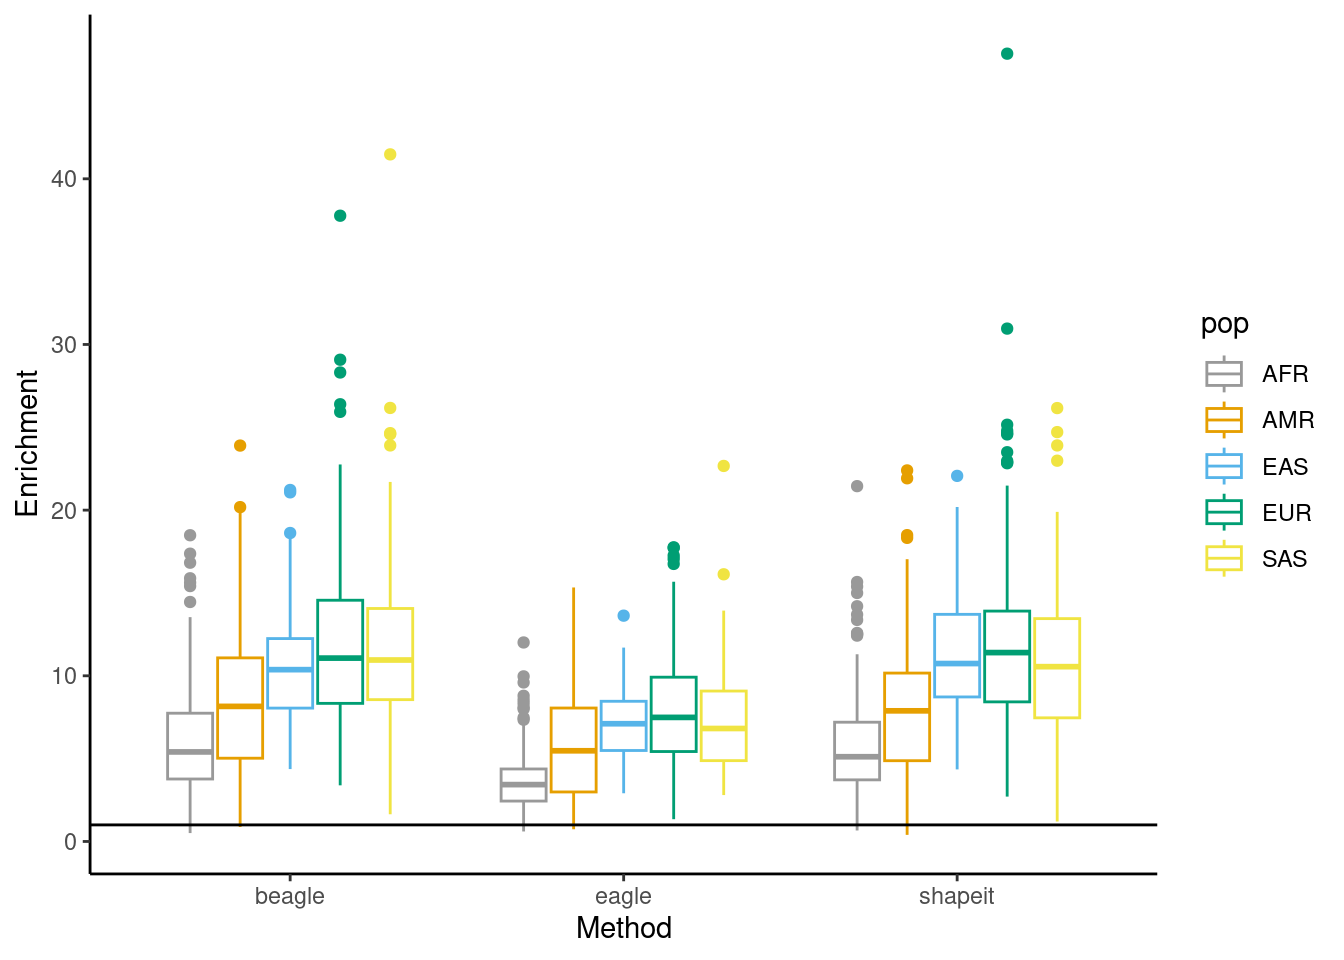 Enrichment
40
30
20
10
0
beagle
eagle
shapeit
Method
pop
AFR
AMR
EAS
EUR
SAS